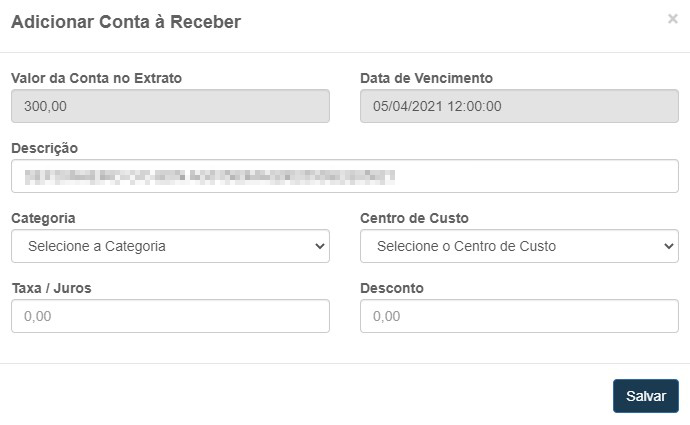 Adicionar Conta à Receber ×
Valor da Conta no Extrato Data de Vencimento
300,00 05/04/2021 12:00:00
Descrição
Categoria Centro de Custo
Selecione a Categoria Selecione o Centro de Custo
Taxa / Juros Desconto
0,00 0,00
Salvar